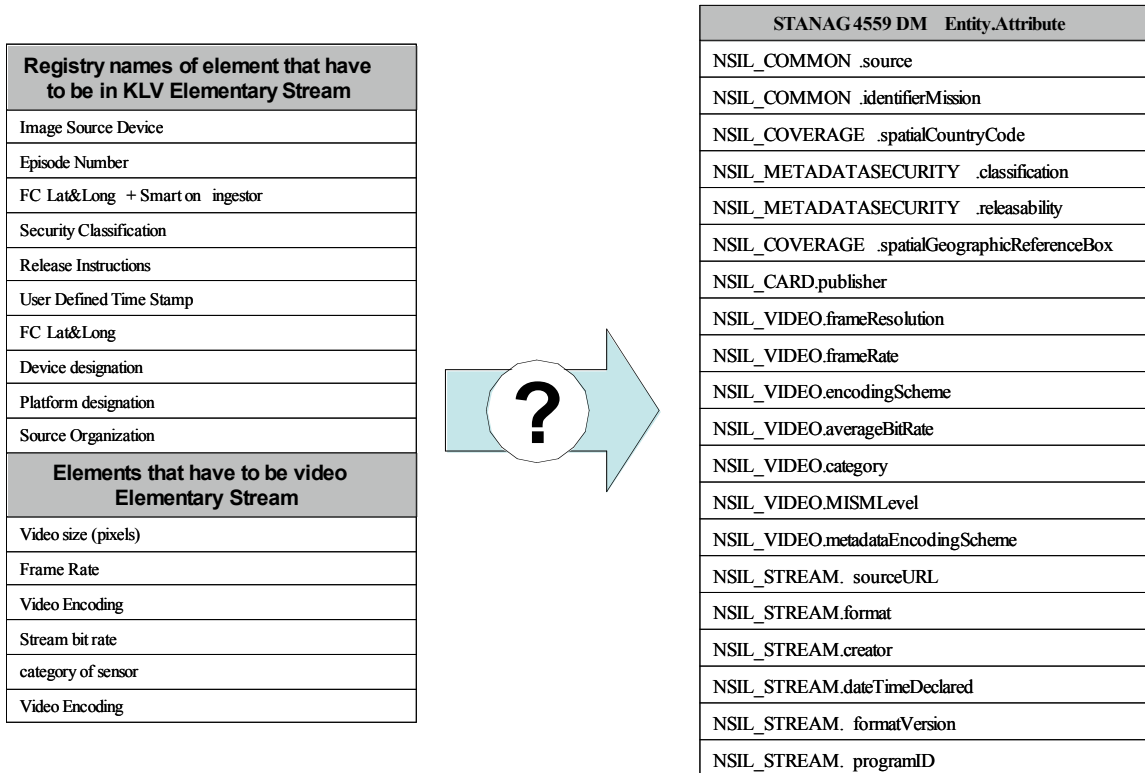 Registry names of element that have
to be in KLV Elementary Stream
Image Source Device
Episode Number
FC Lat&Long + Smart on ingestor
Security Classification
Release Instructions
User Defined Time Stamp
FC Lat&Long
Device designation
Platform designation
Source Organization
Elements that have to be video
Elementary Stream
Video size (pixels)
Frame Rate
Video Encoding
Stream bit rate
category of sensor
Video Encoding
?
STANAG 4559 DM Entity.Attribute
NSIL_COMMON .source
NSIL_COMMON .identifierMission
NSIL_COVERAGE .spatialCountryCode
NSIL_METADATASECURITY .classification
NSIL_METADATASECURITY .releasability
NSIL_COVERAGE .spatialGeographicReferenceBox
NSIL_CARD.publisher
NSIL_VIDEO.frameResolution
NSIL_VIDEO.frameRate
NSIL_VIDEO.encodingScheme
NSIL_VIDEO.averageBitRate
NSIL_VIDEO.category
NSIL_VIDEO.MISMLevel
NSIL_VIDEO.metadataEncodingScheme
NSIL_STREAM. sourceURL
NSIL_STREAM.format
NSIL_STREAM.creator
NSIL_STREAM.dateTimeDeclared
NSIL_STREAM. formatVersion
NSIL_STREAM. programID